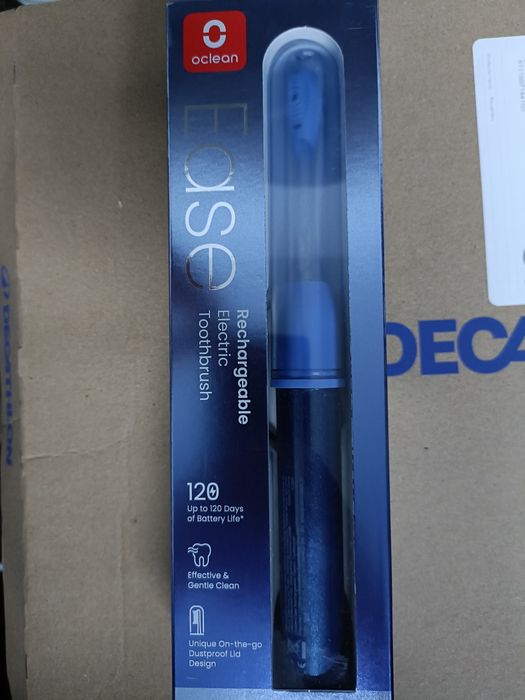 oclean
Ease
Rechargeable
Electric
Toothbrush
120
Up to 120 Days
of Battery Life*
Effective &
Gentle Clean
Unique On-the-go
Dustproof Lid
Design
DECA
DECATHLON